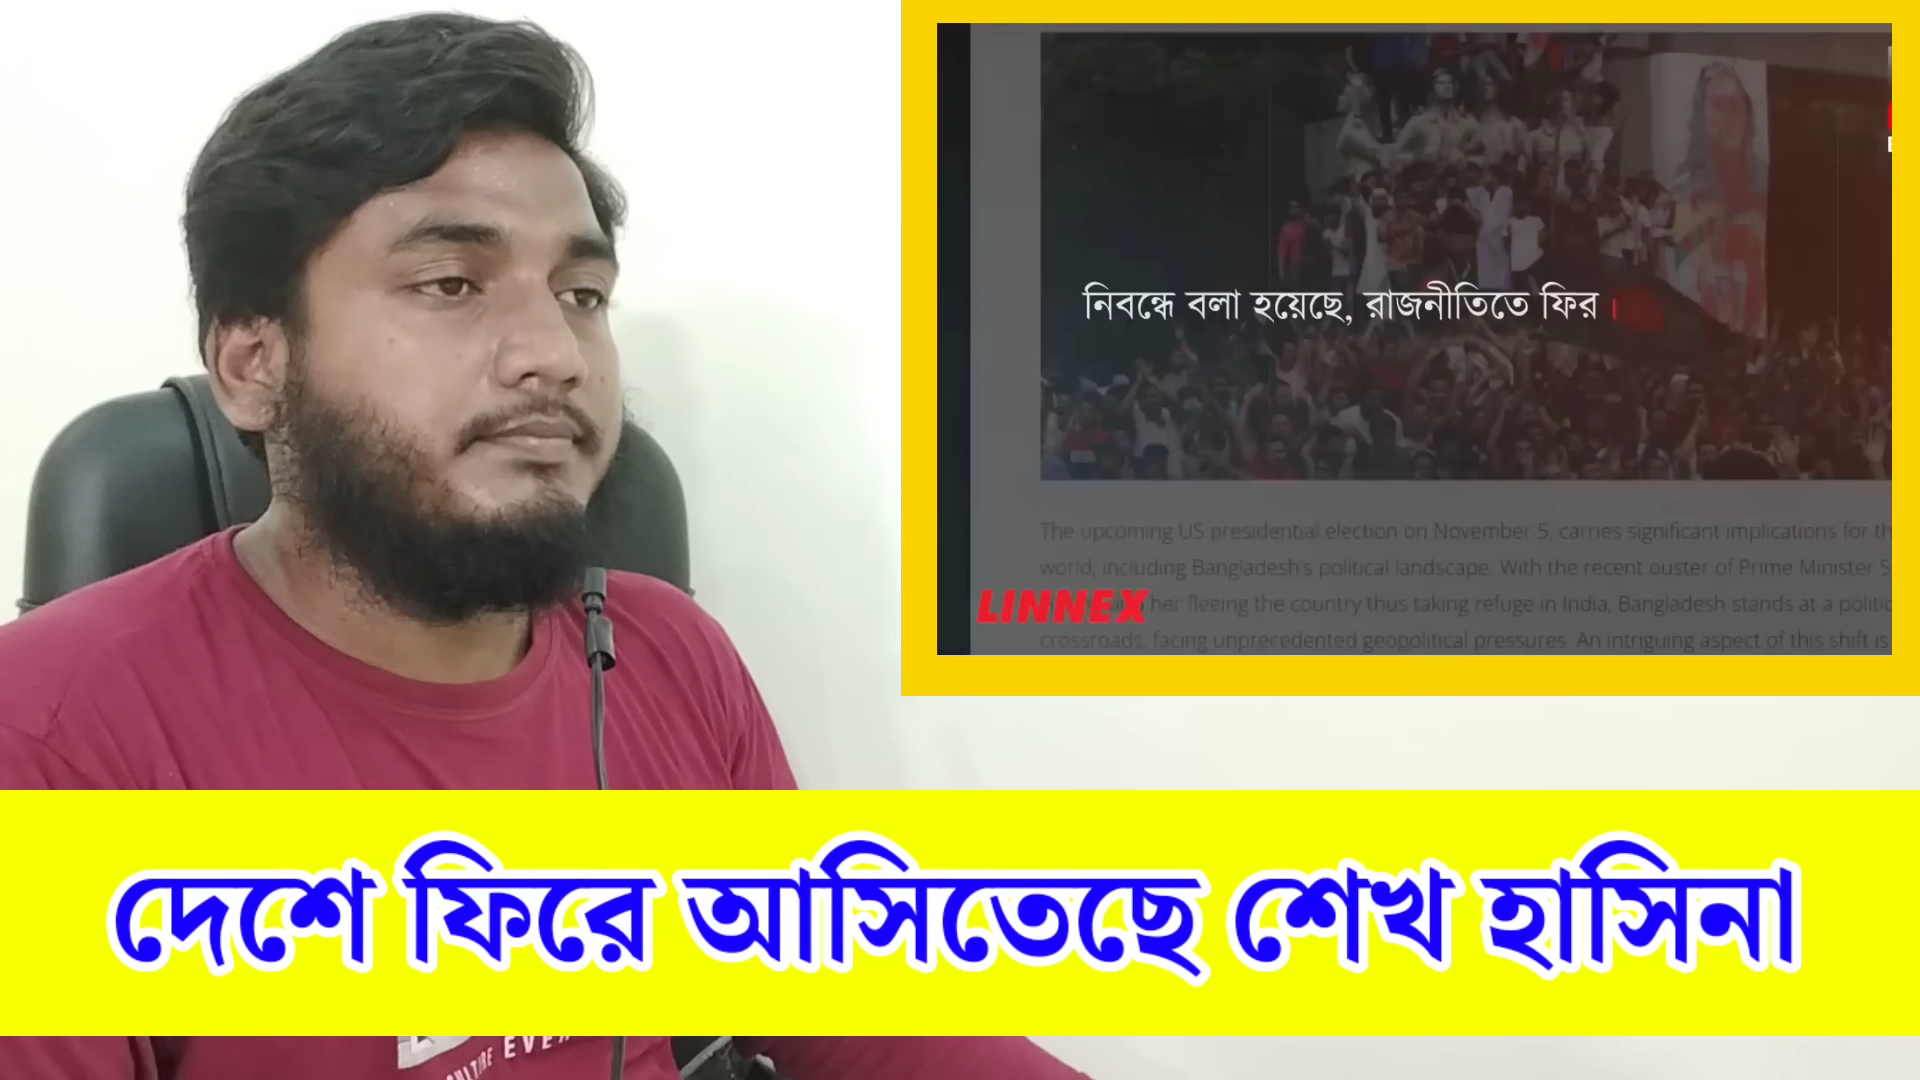 নিবন্ধে বলা হয়েছে, রাজনীতিতে ফির
The upcoming US presidential election on November 5, carries significant implications for th
world, including Bangladesh's political landscape. With the recent ouster of Prime Minister S
her fleeing the country thus taking refuge in India, Bangladesh stands at a politic
crossroads, facing unprecedented geopolitical pressures. An intriguing aspect of this shift is
LINNEX
দেশে ফিরে আসিতেছে শেখ হাসিনা